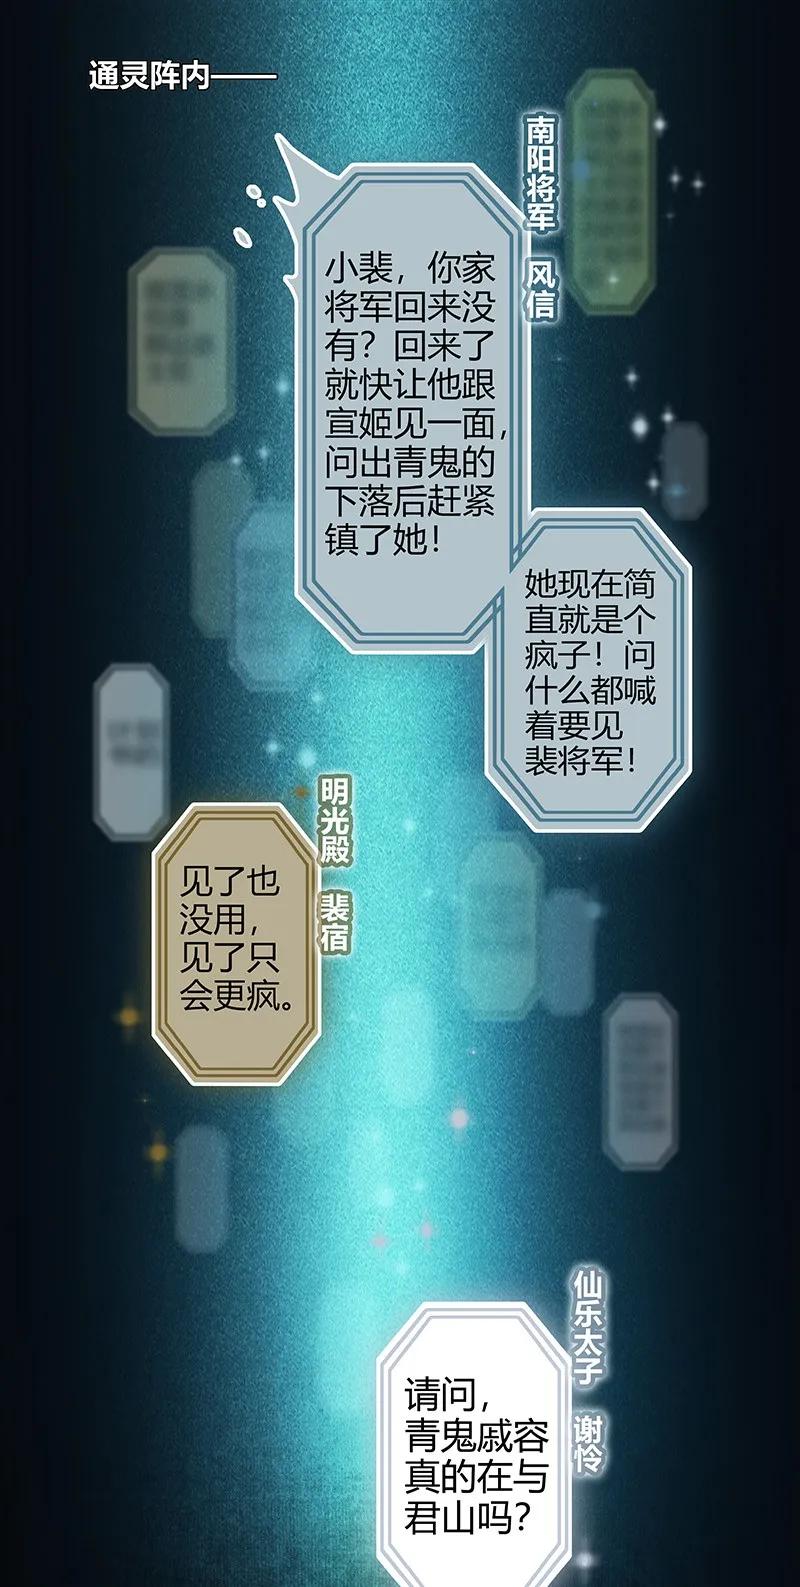 通灵阵内——
南阳将军 风信
小裴，你家
将军回来没
有？回来了
就快让他跟
宣姬见一面，
问出青鬼的
下落后赶紧
镇了她！
她现在简
直就是个
疯子！问
什么都喊
着要见
裴将军！
明光殿 裴宿
见了也
没用，
见了只
会更疯。
仙乐太子 谢怜
请问，
青鬼戚容
真的在与
君山吗？